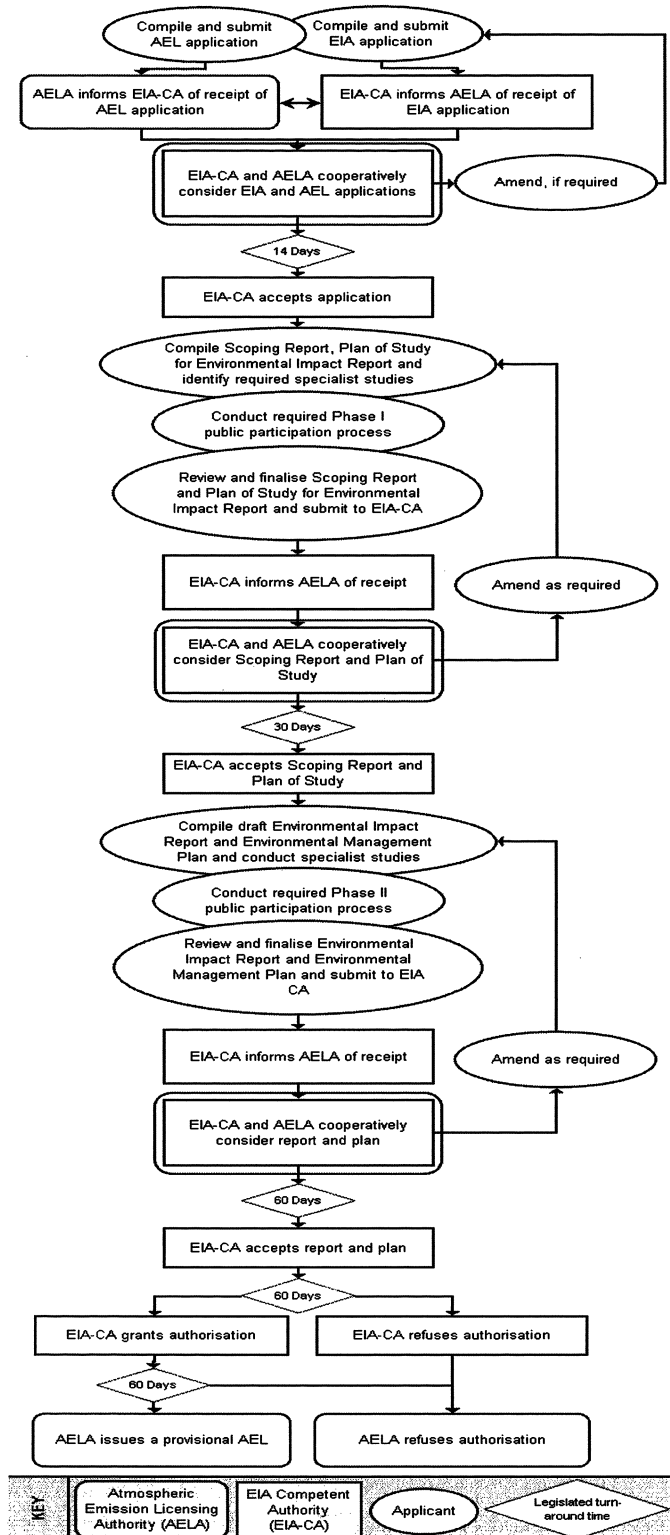 Compile and submit
AEL application
Compile and submit
EIA application
AELA informs EIA-CA of receipt of
AEL application
EIA-CA informs AELA of receipt of
EIA application
EIA-CA and AELA cooperatively
consider EIA and AEL applications
Amend, if required
14 Days
EIA-CA accepts application
Compile Scoping Report, Plan of Study
for Environmental Impact Report and
identify required specialist studies
Conduct required Phase I
public participation process
Review and finalise Scoping Report
and Plan of Study for Environmental
Impact Report and submit to EIA-CA
EIA-CA informs AELA of receipt
Amend as required
EIA-CA and AELA cooperatively
consider Scoping Report and Plan of
Study
30 Days
EIA-CA accepts Scoping Report and
Plan of Study
Compile draft Environmental Impact
Report and Environmental Management
Plan and conduct specialist studies
Conduct required Phase II
public participation process
Review and finalise Environmental
Impact Report and Environmental
Management Plan and submit to EIA
CA
EIA-CA informs AELA of receipt
Amend as required
EIA-CA and AELA cooperatively
consider report and plan
60 Days
EIA-CA accepts report and plan
60 Days
EIA-CA grants authorisation
EIA-CA refuses authorisation
60 Days
AELA issues a provisional AEL
AELA refuses authorisation
KEY
Atmospheric
Emission Licensing
Authority (AELA)
EIA Competent
Authority
(EIA-CA)
Applicant
Legislated turn-
around time